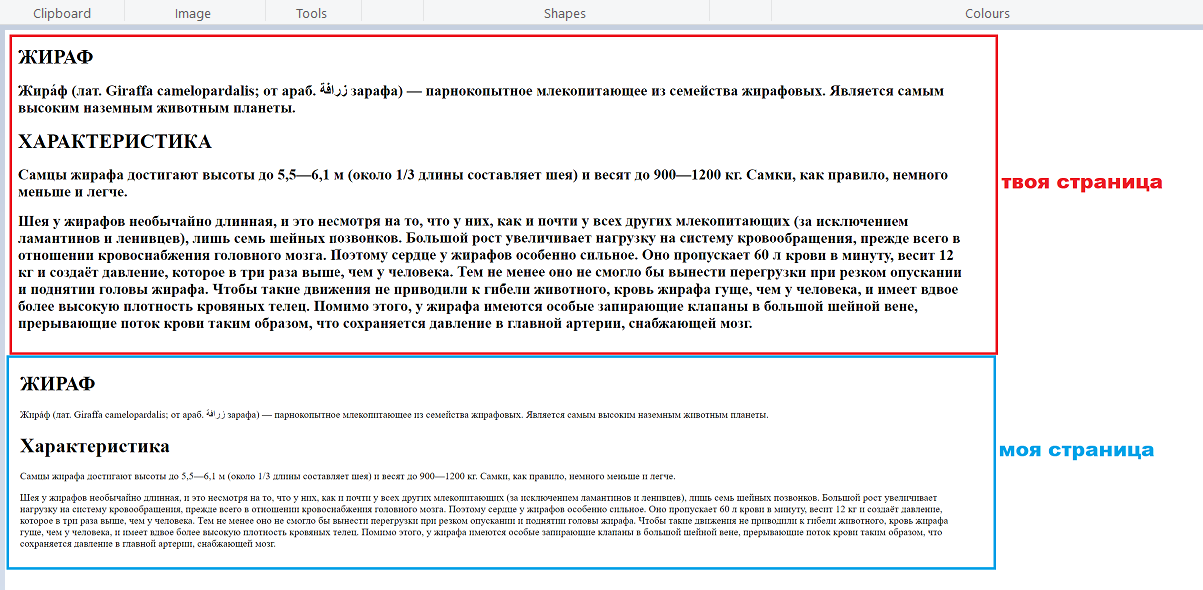 Clipboard Image Tools Shapes Colours
ЖИРАФ
Жира́ф (лат. Giraffa camelopardalis; от араб. زرافة зарафа) — парнокопытное млекопитающее из семейства жирафовых. Является самым
высоким наземным животным планеты.
ХАРАКТЕРИСТИКА
Самцы жирафа достигают высоты до 5,5—6,1 м (около 1/3 длины составляет шея) и весят до 900—1200 кг. Самки, как правило, немного
меньше и легче.
твоя страница
Шея у жирафов необычайно длинная, и это несмотря на то, что у них, как и почти у всех других млекопитающих (за исключением
ламантинов и ленивцев), лишь семь шейных позвонков. Большой рост увеличивает нагрузку на систему кровообращения, прежде всего в
отношении кровоснабжения головного мозга. Поэтому сердце у жирафов особенно сильное. Оно пропускает 60 л крови в минуту, весит 12
кг и создаёт давление, которое в три раза выше, чем у человека. Тем не менее оно не смогло бы вынести перегрузки при резком опускании
и поднятии головы жирафа. Чтобы такие движения не приводили к гибели животного, кровь жирафа гуще, чем у человека, и имеет вдвое
более высокую плотность кровяных телец. Помимо этого, у жирафа имеются особые запирающие клапаны в большой шейной вене,
прерывающие поток крови таким образом, что сохраняется давление в главной артерии, снабжающей мозг.
ЖИРАФ
Жира́ф (лат. Giraffa camelopardalis; от араб. زرافة зарафа) — парнокопытное млекопитающее из семейства жирафовых. Является самым высоким наземным животным планеты.
Характеристика
моя страница
Самцы жирафа достигают высоты до 5,5—6,1 м (около 1/3 длины составляет шея) и весят до 900—1200 кг. Самки, как правило, немного меньше и легче.
Шея у жирафов необычайно длинная, и это несмотря на то, что у них, как и почти у всех других млекопитающих (за исключением ламантинов и ленивцев), лишь семь шейных позвонков. Большой рост увеличивает
нагрузку на систему кровообращения, прежде всего в отношении кровоснабжения головного мозга. Поэтому сердце у жирафов особенно сильное. Оно пропускает 60 л крови в минуту, весит 12 кг и создаёт давление,
которое в три раза выше, чем у человека. Тем не менее оно не смогло бы вынести перегрузки при резком опускании и поднятии головы жирафа. Чтобы такие движения не приводили к гибели животного, кровь жирафа
гуще, чем у человека, и имеет вдвое более высокую плотность кровяных телец. Помимо этого, у жирафа имеются особые запирающие клапаны в большой шейной вене, прерывающие поток крови таким образом, что
сохраняется давление в главной артерии, снабжающей мозг.